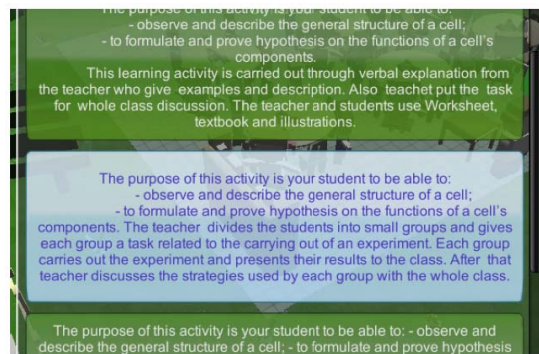 The purpose of this activity is your student to be able to:
- observe and describe the general structure of a cell;
- to formulate and prove hypothesis on the functions of a cell's
components.
This learning activity is carried out through verbal explanation from
the teacher who give examples and description. Also teachet put the task
for whole class discussion. The teacher and students use Worksheet,
textbook and illustrations.
The purpose of this activity is your student to be able to:
- observe and describe the general structure of a cell;
- to formulate and prove hypothesis on the functions of a cell's
components. The teacher divides the students into small groups and gives
each group a task related to the carrying out of an experiment. Each group
carries out the experiment and presents their results to the class. After that
teacher discusses the strategies used by each group with the whole class.
The purpose of this activity is your student to be able to: - observe and
describe the general structure of a cell; - to formulate and prove hypothesis